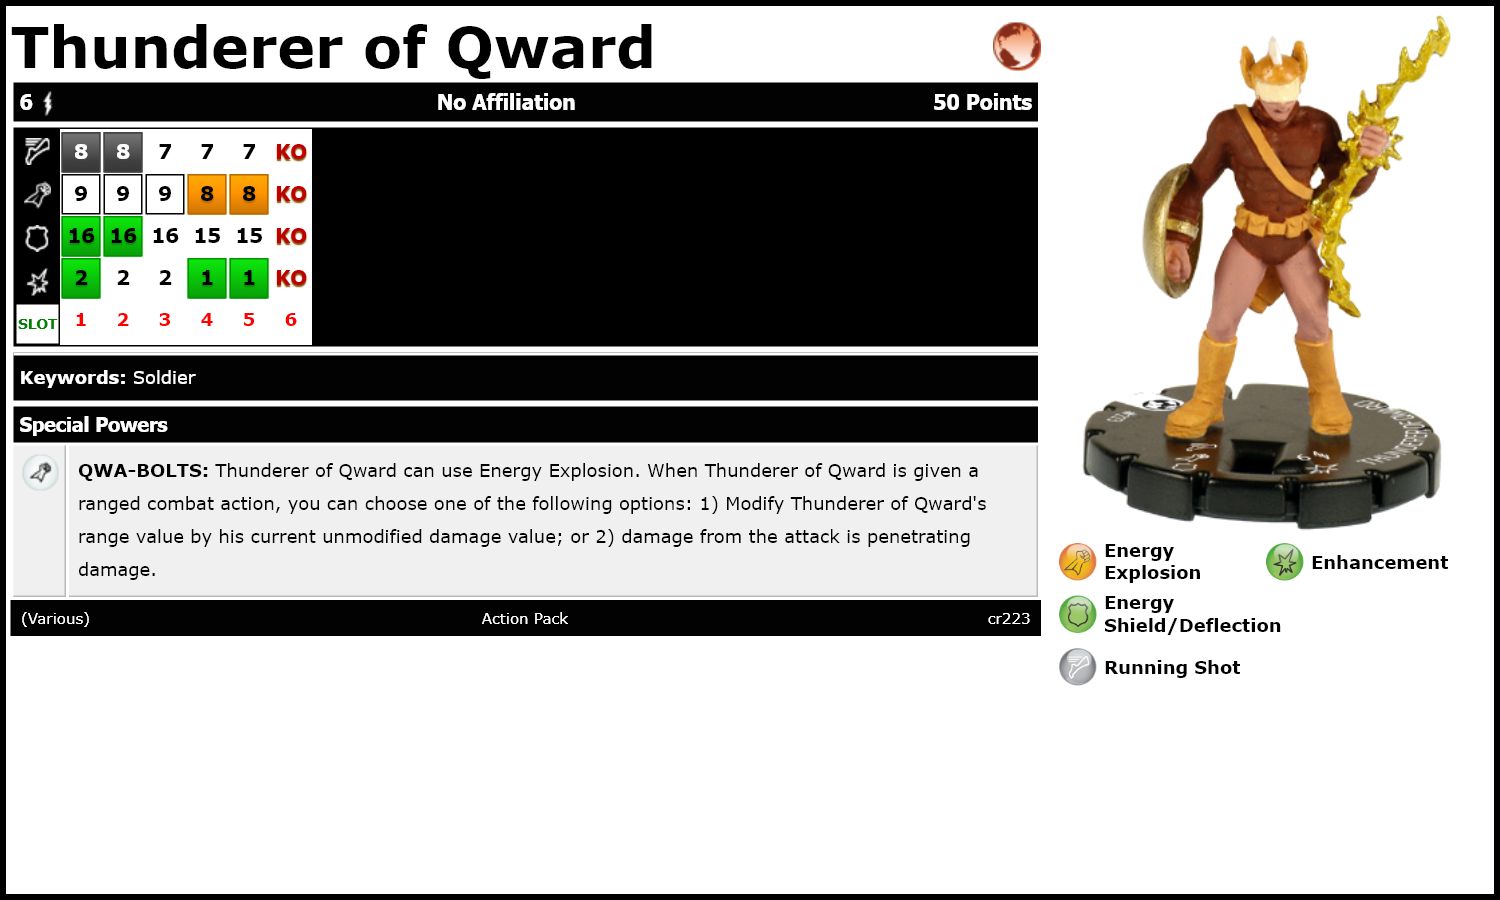 Thunderer of Qward
6 No Affiliation 50 Points
8 8 7 7 7 KO
9 9 9 8 8 KO
16 16 16 15 15 KO
2 2 2 1 1 KO
SLOT 1 2 3 4 5 6
Keywords: Soldier
Special Powers
QWA-BOLTS: Thunderer of Qward can use Energy Explosion. When Thunderer of Qward is given a
ranged combat action, you can choose one of the following options: 1) Modify Thunderer of Qward's
range value by his current unmodified damage value; or 2) damage from the attack is penetrating
damage.
(Various) Action Pack cr223
Energy
Explosion
Enhancement
Energy
Shield/Deflection
Running Shot